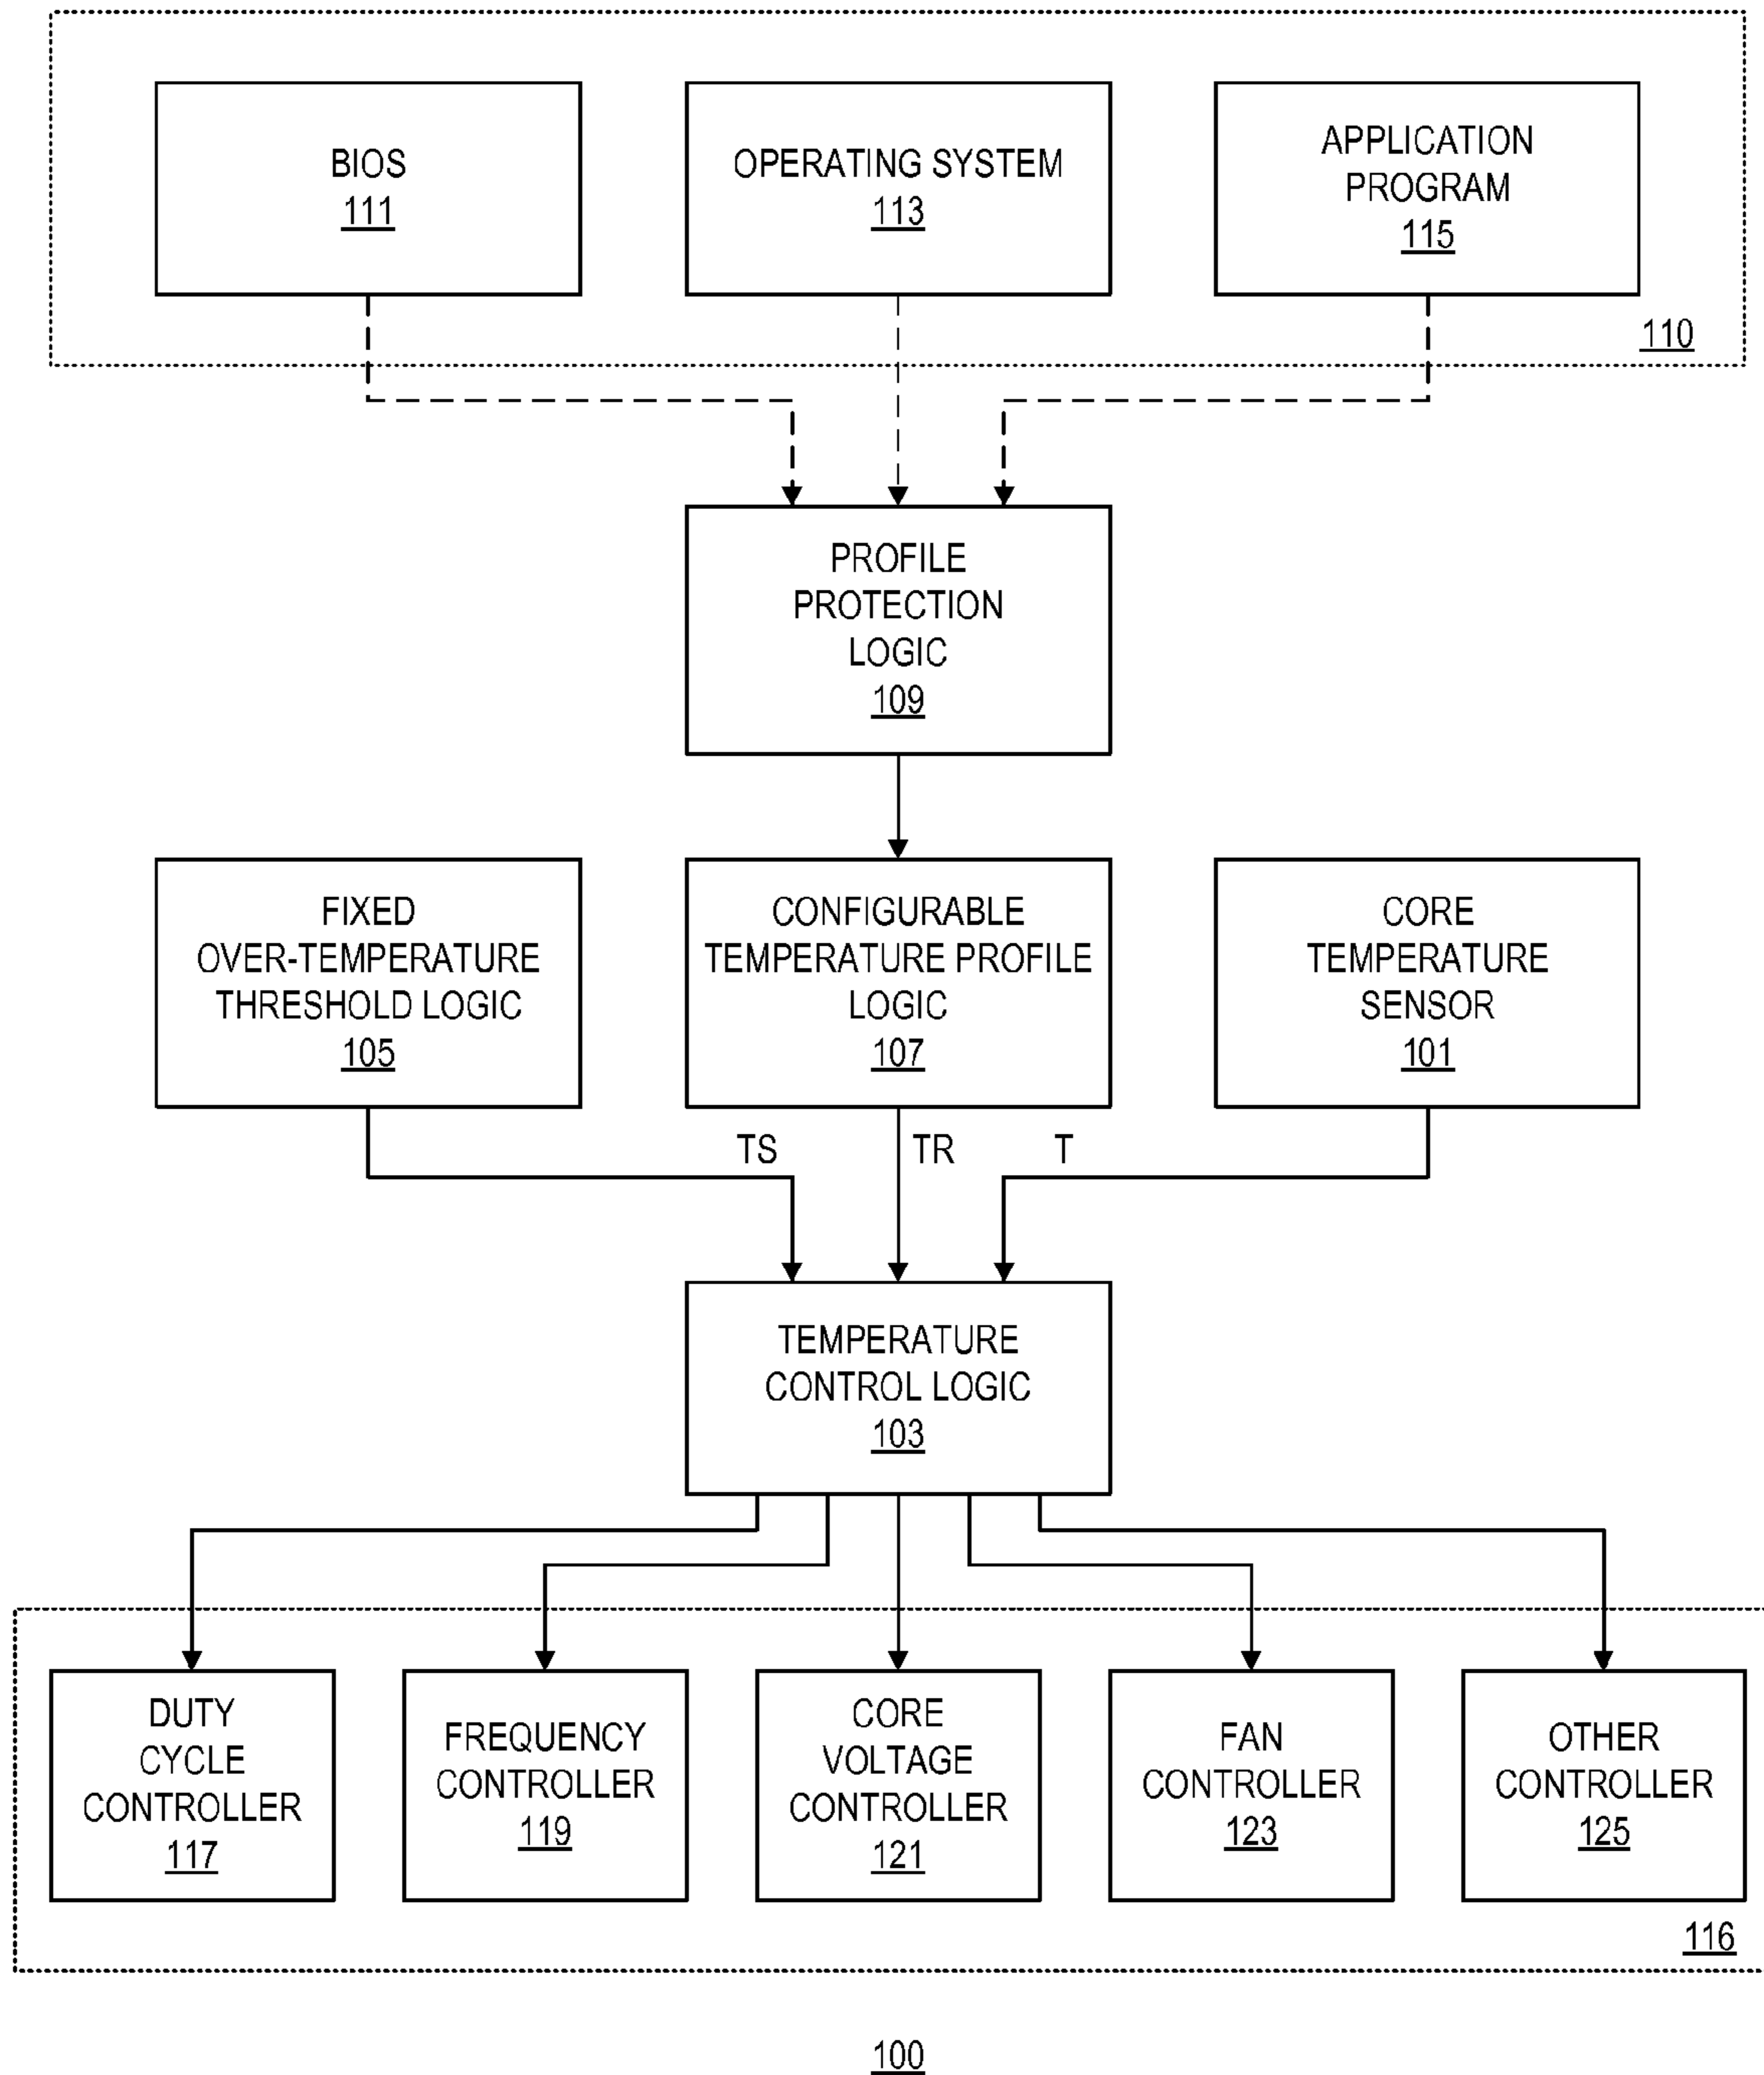 BIOS
111
OPERATING SYSTEM
113
APPLICATION
PROGRAM
115
110
PROFILE
PROTECTION
LOGIC
109
FIXED
OVER-TEMPERATURE
THRESHOLD LOGIC
105
CONFIGURABLE
TEMPERATURE PROFILE
LOGIC
107
CORE
TEMPERATURE
SENSOR
101
TS
TR
T
TEMPERATURE
CONTROL LOGIC
103
DUTY
CYCLE
CONTROLLER
117
FREQUENCY
CONTROLLER
119
CORE
VOLTAGE
CONTROLLER
121
FAN
CONTROLLER
123
OTHER
CONTROLLER
125
116
100